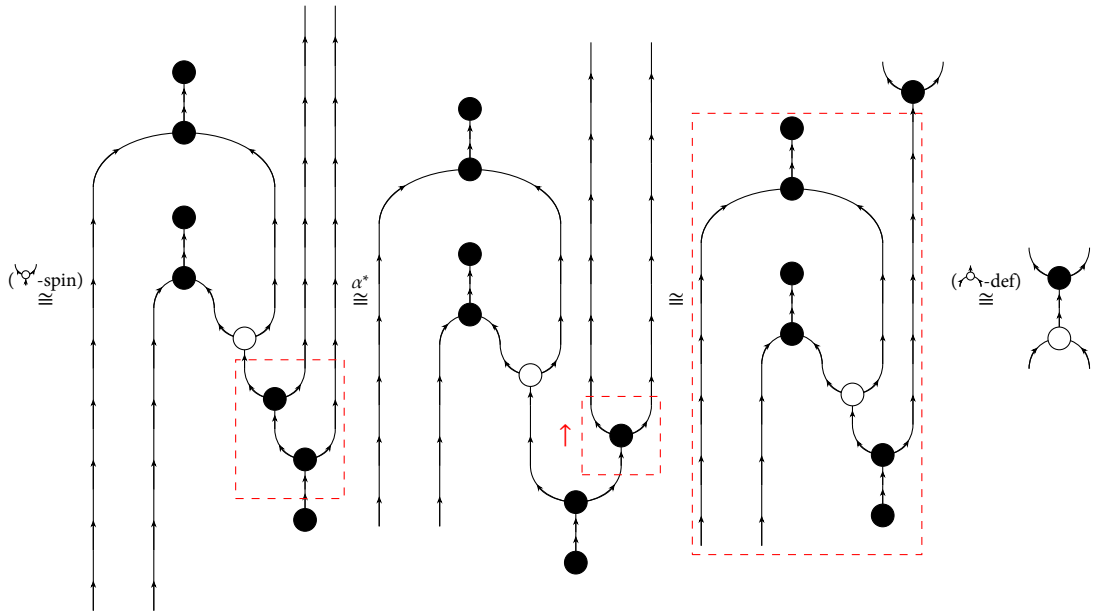 (-spin)
≅
α*
≅
≅
(-def)
≅